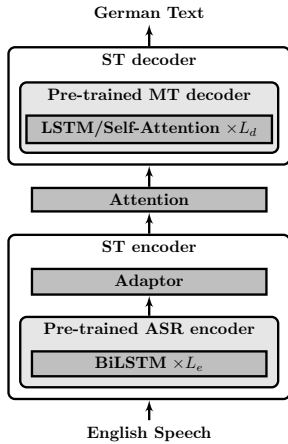 German Text
ST decoder
Pre-trained MT decoder
LSTM/Self-Attention ×L_d
Attention
ST encoder
Adaptor
Pre-trained ASR encoder
BiLSTM ×L_e
English Speech